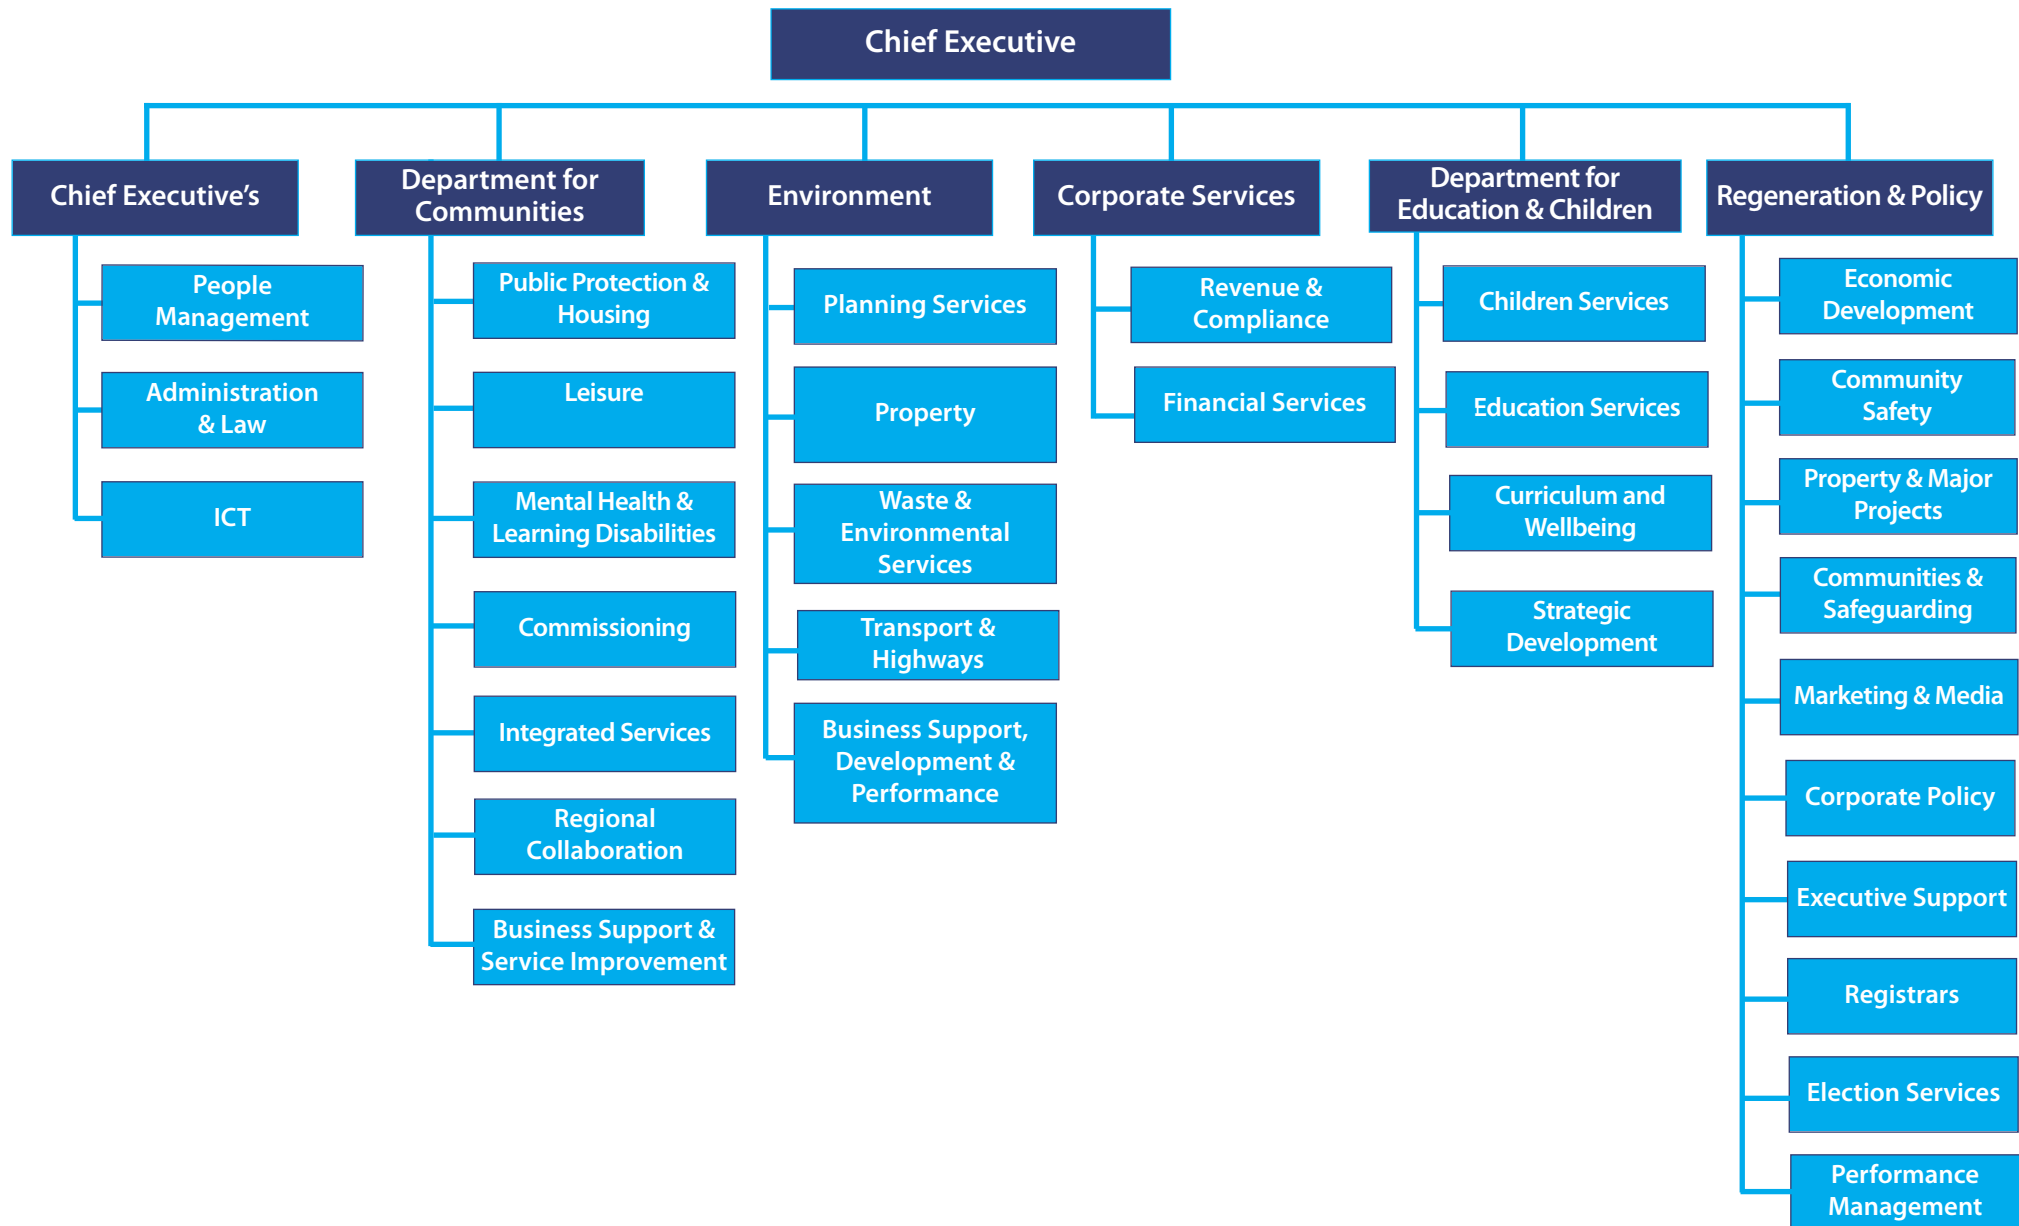 Chief Executive
Chief Executive’s
People
Management
Administration
& Law
ICT
Department for
Communities
Public Protection &
Housing
Leisure
Mental Health &
Learning Disabilities
Commissioning
Integrated Services
Regional
Collaboration
Business Support &
Service Improvement
Environment
Planning Services
Property
Waste &
Environmental
Services
Transport &
Highways
Business Support,
Development &
Performance
Corporate Services
Revenue &
Compliance
Financial Services
Department for
Education & Children
Children Services
Education Services
Curriculum and
Wellbeing
Strategic
Development
Regeneration & Policy
Economic
Development
Community
Safety
Property & Major
Projects
Communities &
Safeguarding
Marketing & Media
Corporate Policy
Executive Support
Registrars
Election Services
Performance
Management